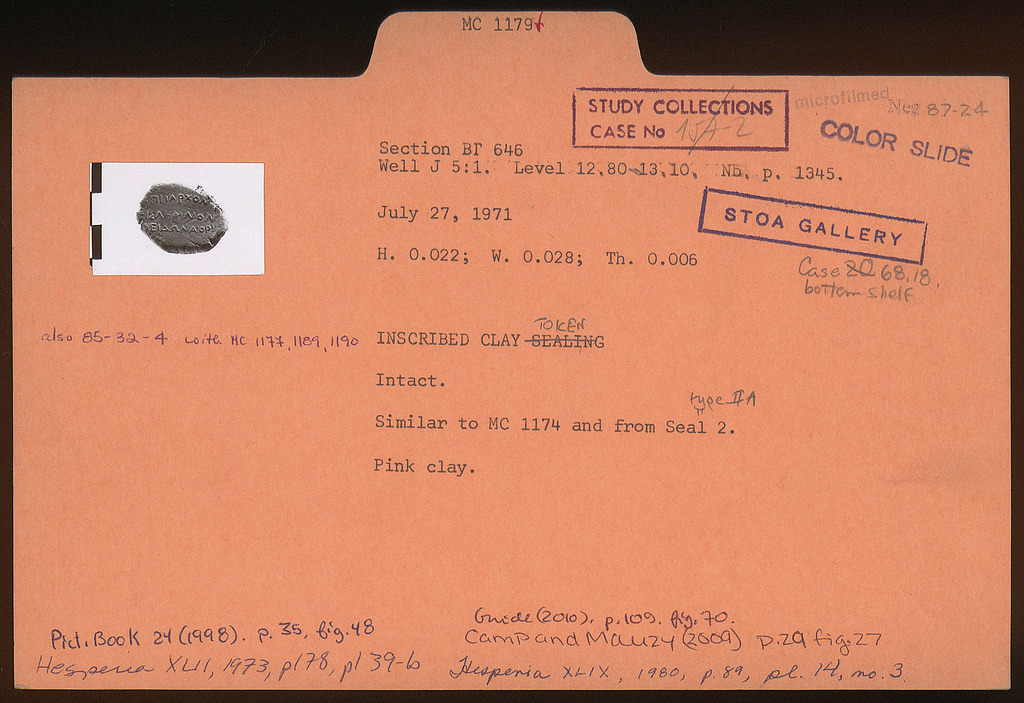 MC 1179
STUDY COLLECTIONS
CASE No 15A-2
microfilmed
Neg 87-24
COLOR SLIDE
Section ΒΓ 646
Well J 5:1. Level 12.80-13.10. NB. p. 1345.
July 27, 1971
STOA GALLERY
H. 0.022; W. 0.028; Th. 0.006
Case 20 68.18.
bottom shelf
TOKEN
also 85-32-4 with MC 1177, 1189, 1190
INSCRIBED CLAY SEALING
Intact.
type IIA
Similar to MC 1174 and from Seal 2.
Pink clay.
Guide (2010). p. 109. fig. 70.
Pict. Book 24 (1998). p. 35, fig. 48
Camp and Mauzy (2009) p. 29 fig. 27
Hesperia XLII, 1973, p178, pl 39-b
Hesperia XLIX, 1980, p. 89, pl. 14, no. 3.